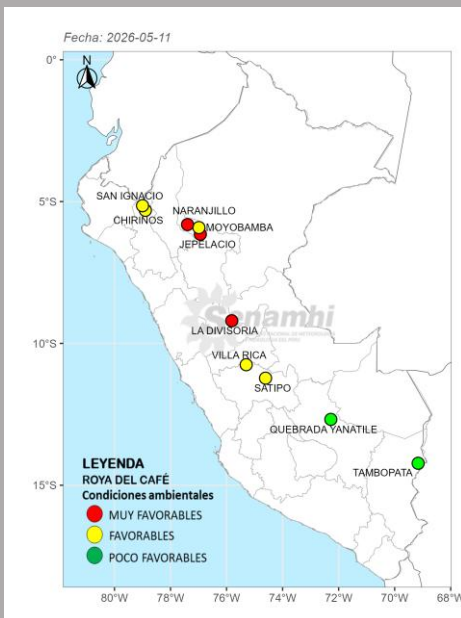 Fecha: 2026-05-11
N
0°
SAN IGNACIO
5°S
NARANJILLO
CHIRINOS
MOYOBAMBA
JEPELACIO
Senamhi
LA DIVISORIA
10°S
VILLA RICA
SATIPO
QUEBRADA YANATILE
TAMBOPATA
LEYENDA
15°S
ROYA DEL CAFÉ
Condiciones ambientales
MUY FAVORABLES
FAVORABLES
POCO FAVORABLES
80°W 78°W 76°W 74°W 72°W 70°W 68°W